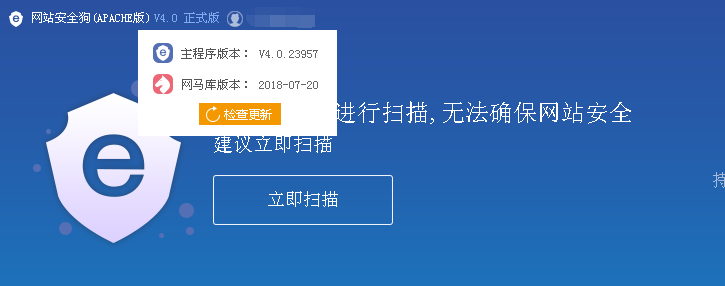 网站安全狗(APACHE版) V4.0 正式版
主程序版本： V4.0.23957
网马库版本： 2018-07-20
检查更新
进行扫描,无法确保网站安全
建议立即扫描
持
立即扫描